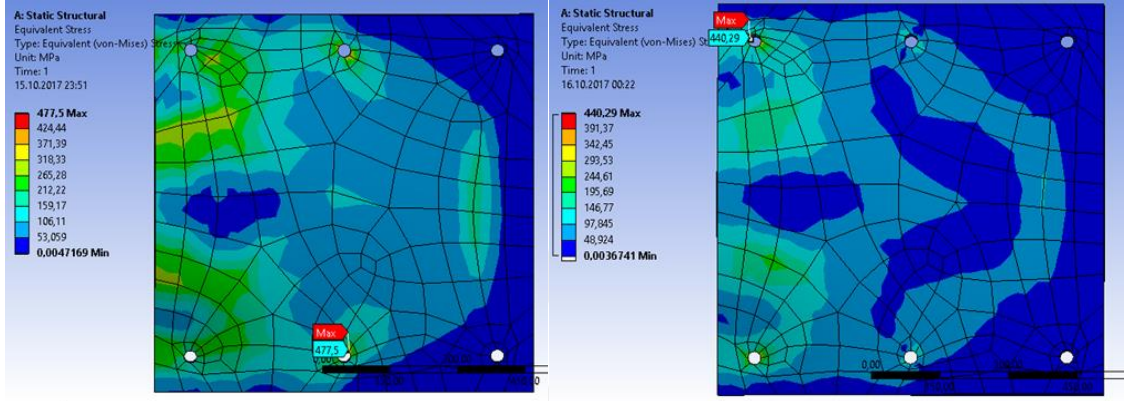 A: Static Structural
Equivalent Stress
Type: Equivalent (von-Mises) Stress
Unit: MPa
Time: 1
15.10.2017 23:51
477,5 Max
424,44
371,39
318,33
265,28
212,22
159,17
106,11
53,059
0,0047169 Min
Max
477,5
0,00
A: Static Structural
Equivalent Stress
Type: Equivalent (von-Mises) St
Unit: MPa
Time: 1
16.10.2017 00:22
440,29 Max
391,37
342,45
293,53
244,61
195,69
146,77
97,845
48,924
0,0036741 Min
Max
440,29
0,00